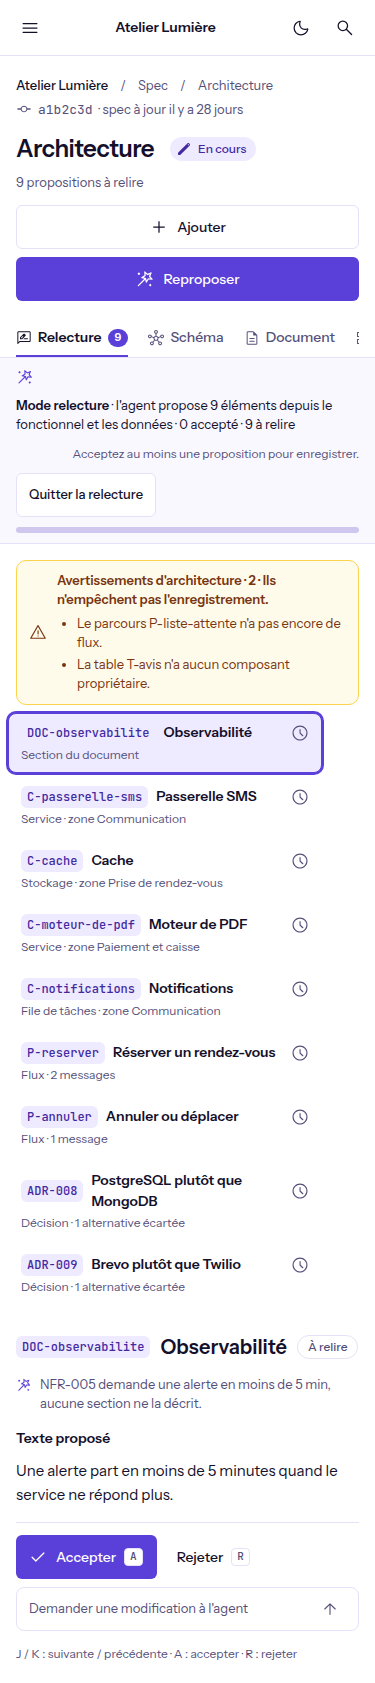 Atelier Lumière
Atelier Lumière / Spec / Architecture
a1b2c3d · spec à jour il y a 28 jours
Architecture En cours
9 propositions à relire
Ajouter
Reproposer
Relecture 9 Schéma Document
Mode relecture · l'agent propose 9 éléments depuis le
fonctionnel et les données · 0 accepté · 9 à relire
Acceptez au moins une proposition pour enregistrer.
Quitter la relecture
Avertissements d'architecture · 2 · Ils
n'empêchent pas l'enregistrement.
• Le parcours P-liste-attente n'a pas encore de
flux.
• La table T-avis n'a aucun composant
propriétaire.
DOC-observabilite Observabilité
Section du document
C-passerelle-sms Passerelle SMS
Service · zone Communication
C-cache Cache
Stockage · zone Prise de rendez-vous
C-moteur-de-pdf Moteur de PDF
Service · zone Paiement et caisse
C-notifications Notifications
File de tâches · zone Communication
P-reserver Réserver un rendez-vous
Flux · 2 messages
P-annuler Annuler ou déplacer
Flux · 1 message
ADR-008 PostgreSQL plutôt que
MongoDB
Décision · 1 alternative écartée
ADR-009 Brevo plutôt que Twilio
Décision · 1 alternative écartée
DOC-observabilite Observabilité À relire
NFR-005 demande une alerte en moins de 5 min,
aucune section ne la décrit.
Texte proposé
Une alerte part en moins de 5 minutes quand le
service ne répond plus.
Accepter A Rejeter R
Demander une modification à l'agent
J / K : suivante / précédente · A : accepter · R : rejeter